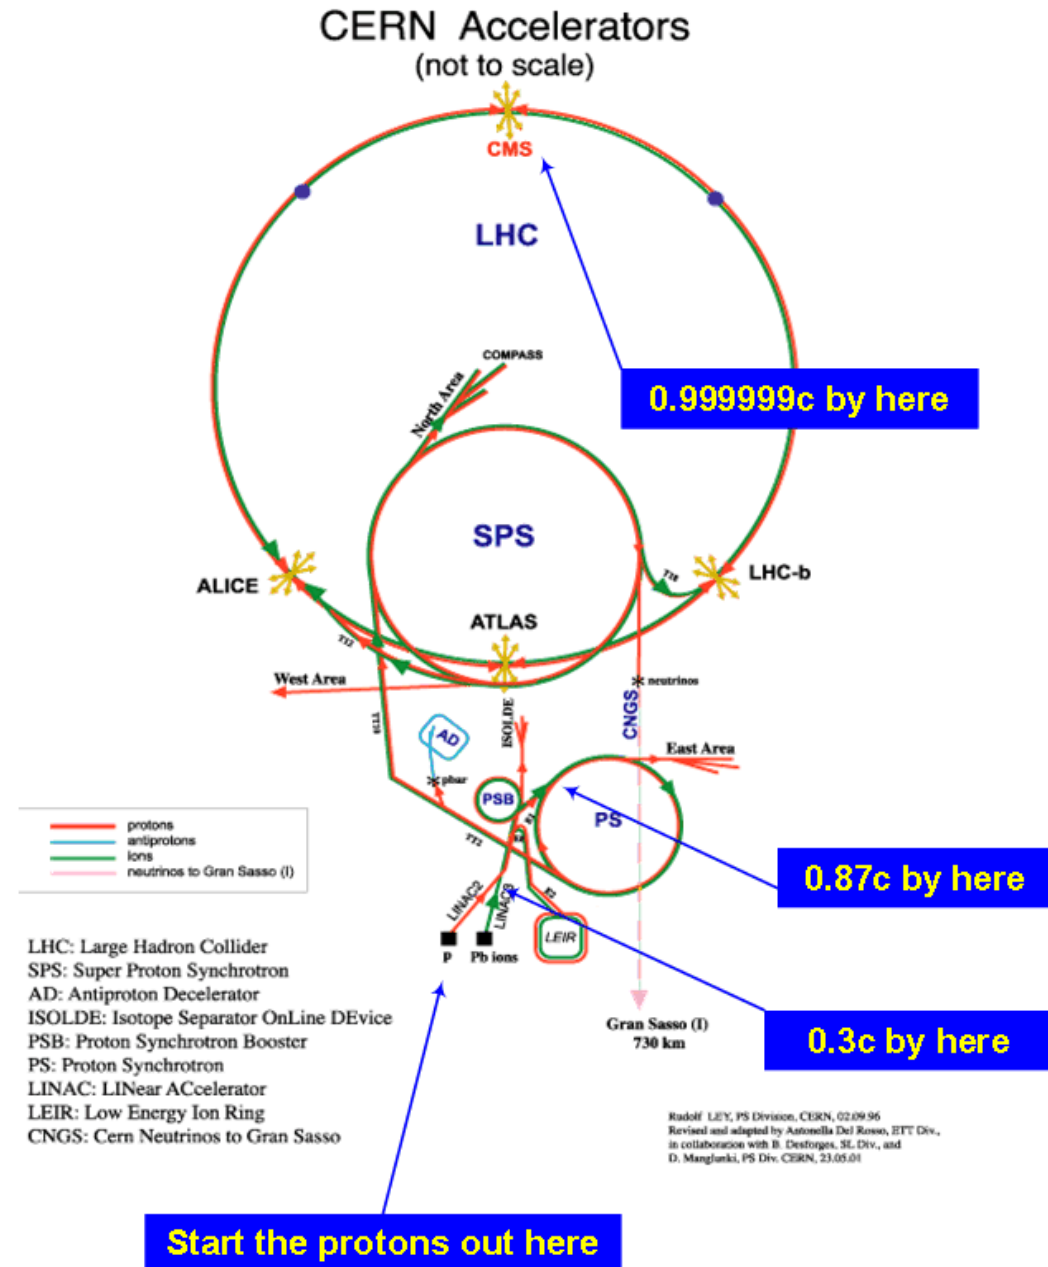 CERN Accelerators
(not to scale)
CMS
LHC
COMPASS
North Area
0.999999c by here
SPS
TI8
LHC-b
ALICE
ATLAS
TI2
West Area
neutrinos
CNGS
ISOLDE
TT10
East Area
AD
pbar
PSB
PS
protons
antiprotons
ions
neutrinos to Gran Sasso (I)
TT2
E2
0.87c by here
LINAC2
LINAC3
LEIR
p
Pb ions
LHC: Large Hadron Collider
SPS: Super Proton Synchrotron
AD: Antiproton Decelerator
ISOLDE: Isotope Separator OnLine DEvice
PSB: Proton Synchrotron Booster
PS: Proton Synchrotron
LINAC: LINear ACcelerator
LEIR: Low Energy Ion Ring
CNGS: Cern Neutrinos to Gran Sasso
Gran Sasso (I)
730 km
0.3c by here
Rudolf LEY, PS Division, CERN, 02.09.96
Revised and adapted by Antonella Del Rosso, ETT Div.,
in collaboration with B. Desforges, SL Div., and
D. Manglunki, PS Div. CERN, 23.05.01
Start the protons out here